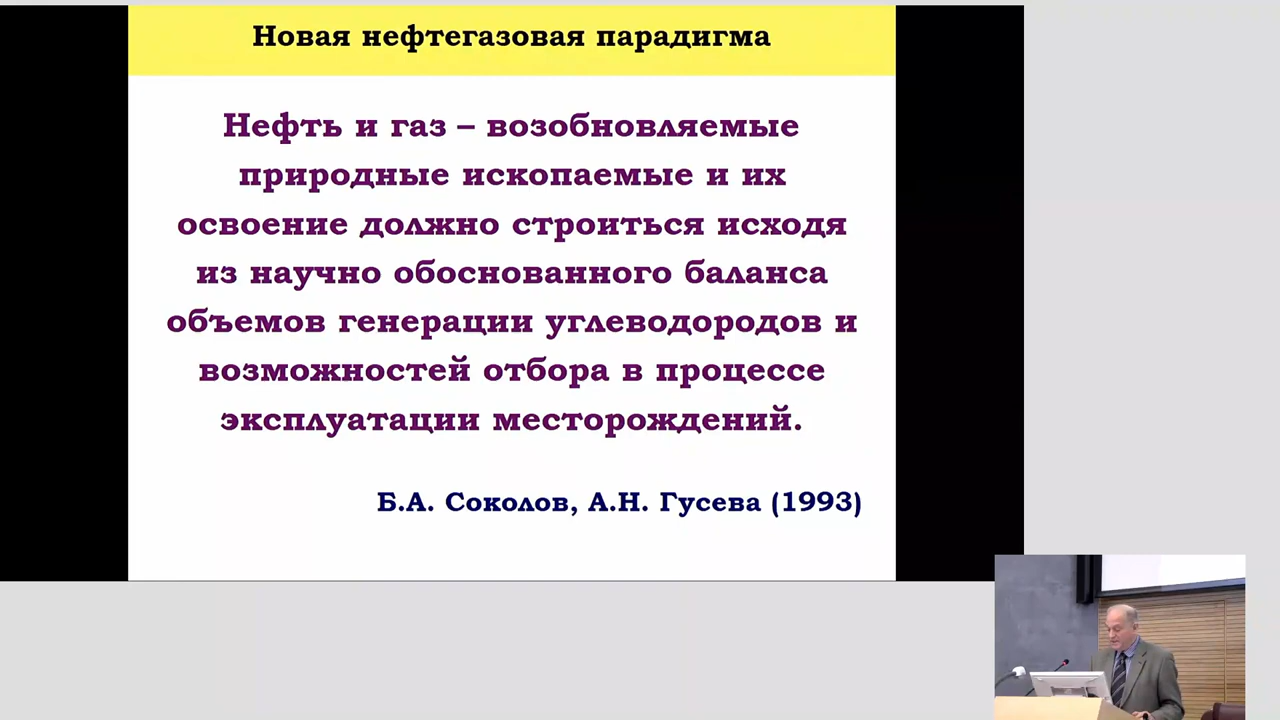 Новая нефтегазовая парадигма
Нефть и газ – возобновляемые
природные ископаемые и их
освоение должно строиться исходя
из научно обоснованного баланса
объемов генерации углеводородов и
возможностей отбора в процессе
эксплуатации месторождений.
Б.А. Соколов, А.Н. Гусева (1993)